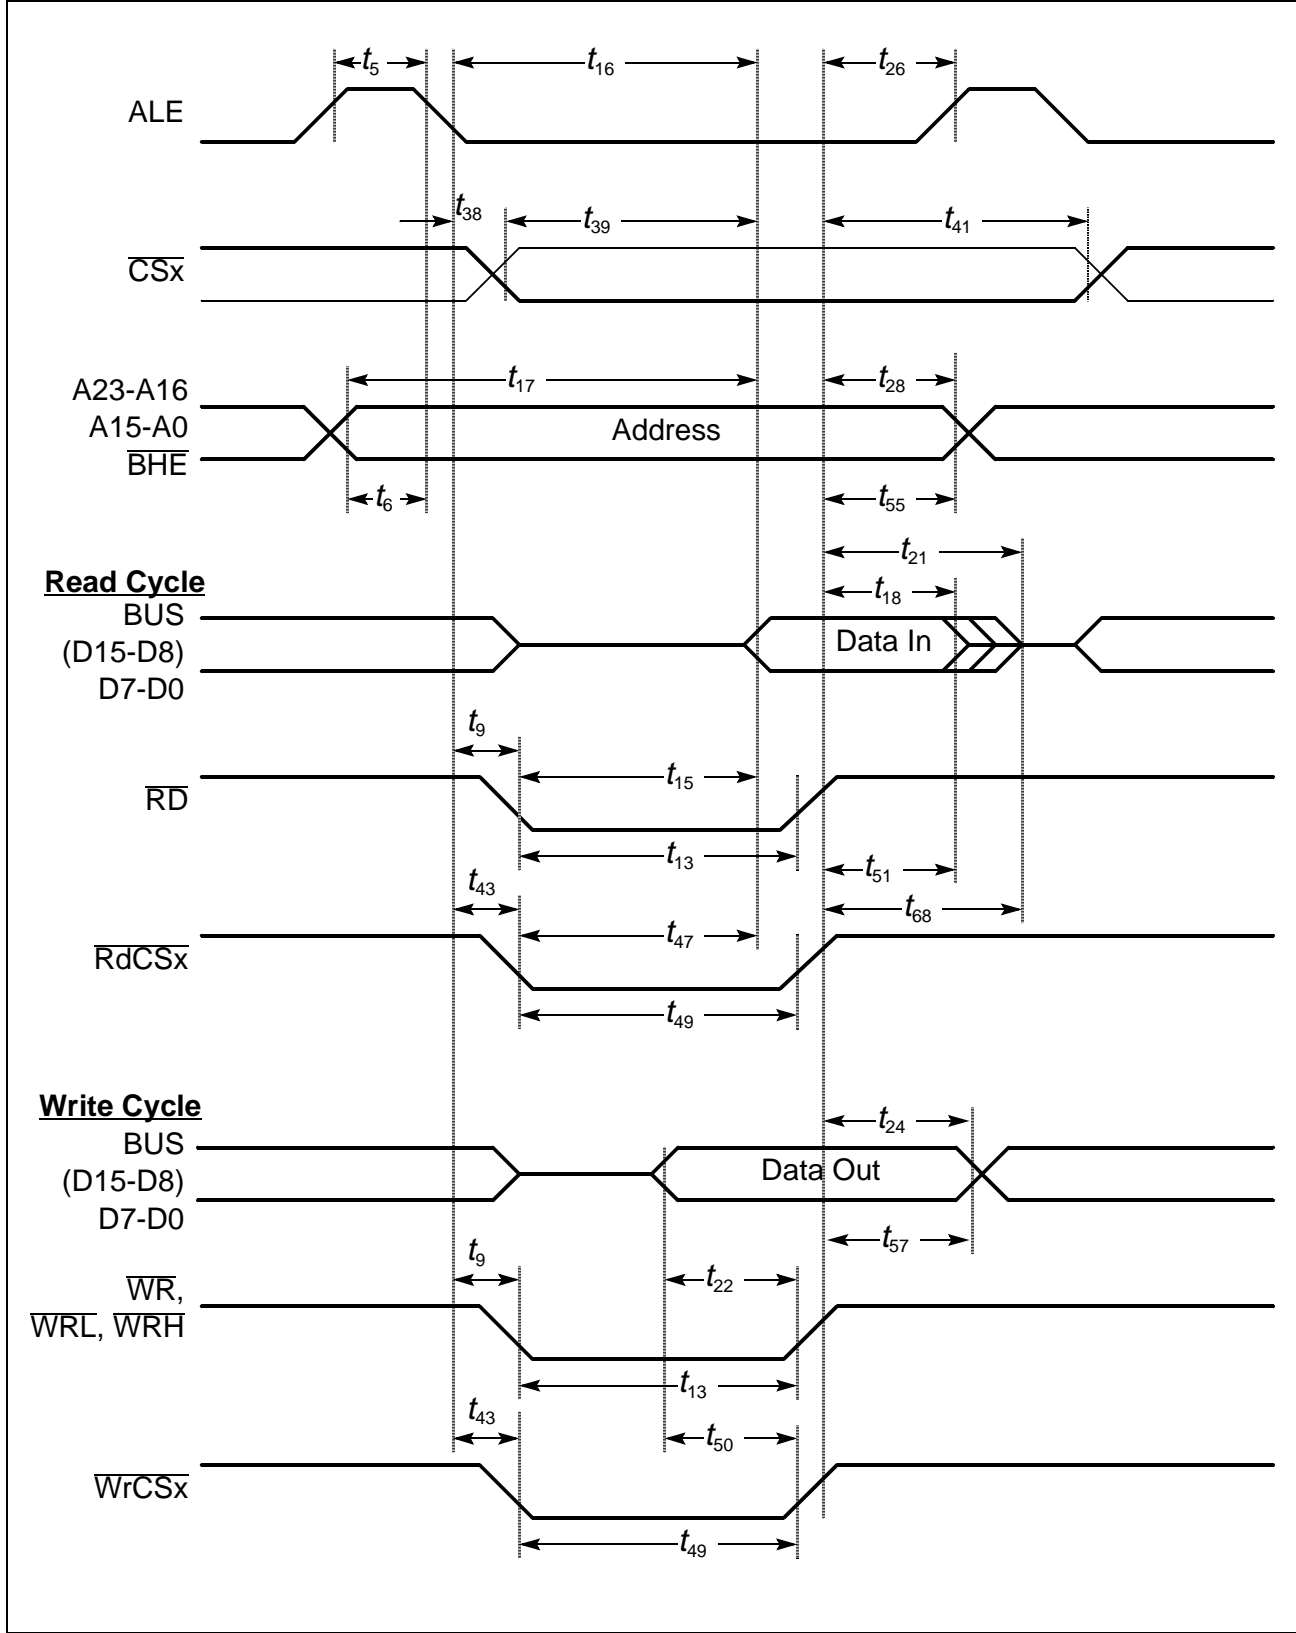 t5 t16 t26
ALE
t38 t39 t41
CSx
A23-A16
A15-A0
BHE
t17 t28
Address
t6 t55
t21
t18
Read Cycle
BUS
(D15-D8)
D7-D0
Data In
t9
t15
RD
t13 t51
t43 t68
t47
RdCSx
t49
Write Cycle
BUS
(D15-D8)
D7-D0
t24
Data Out
t57
t9 t22
WR,
WRL, WRH
t13
t43 t50
WrCSx
t49